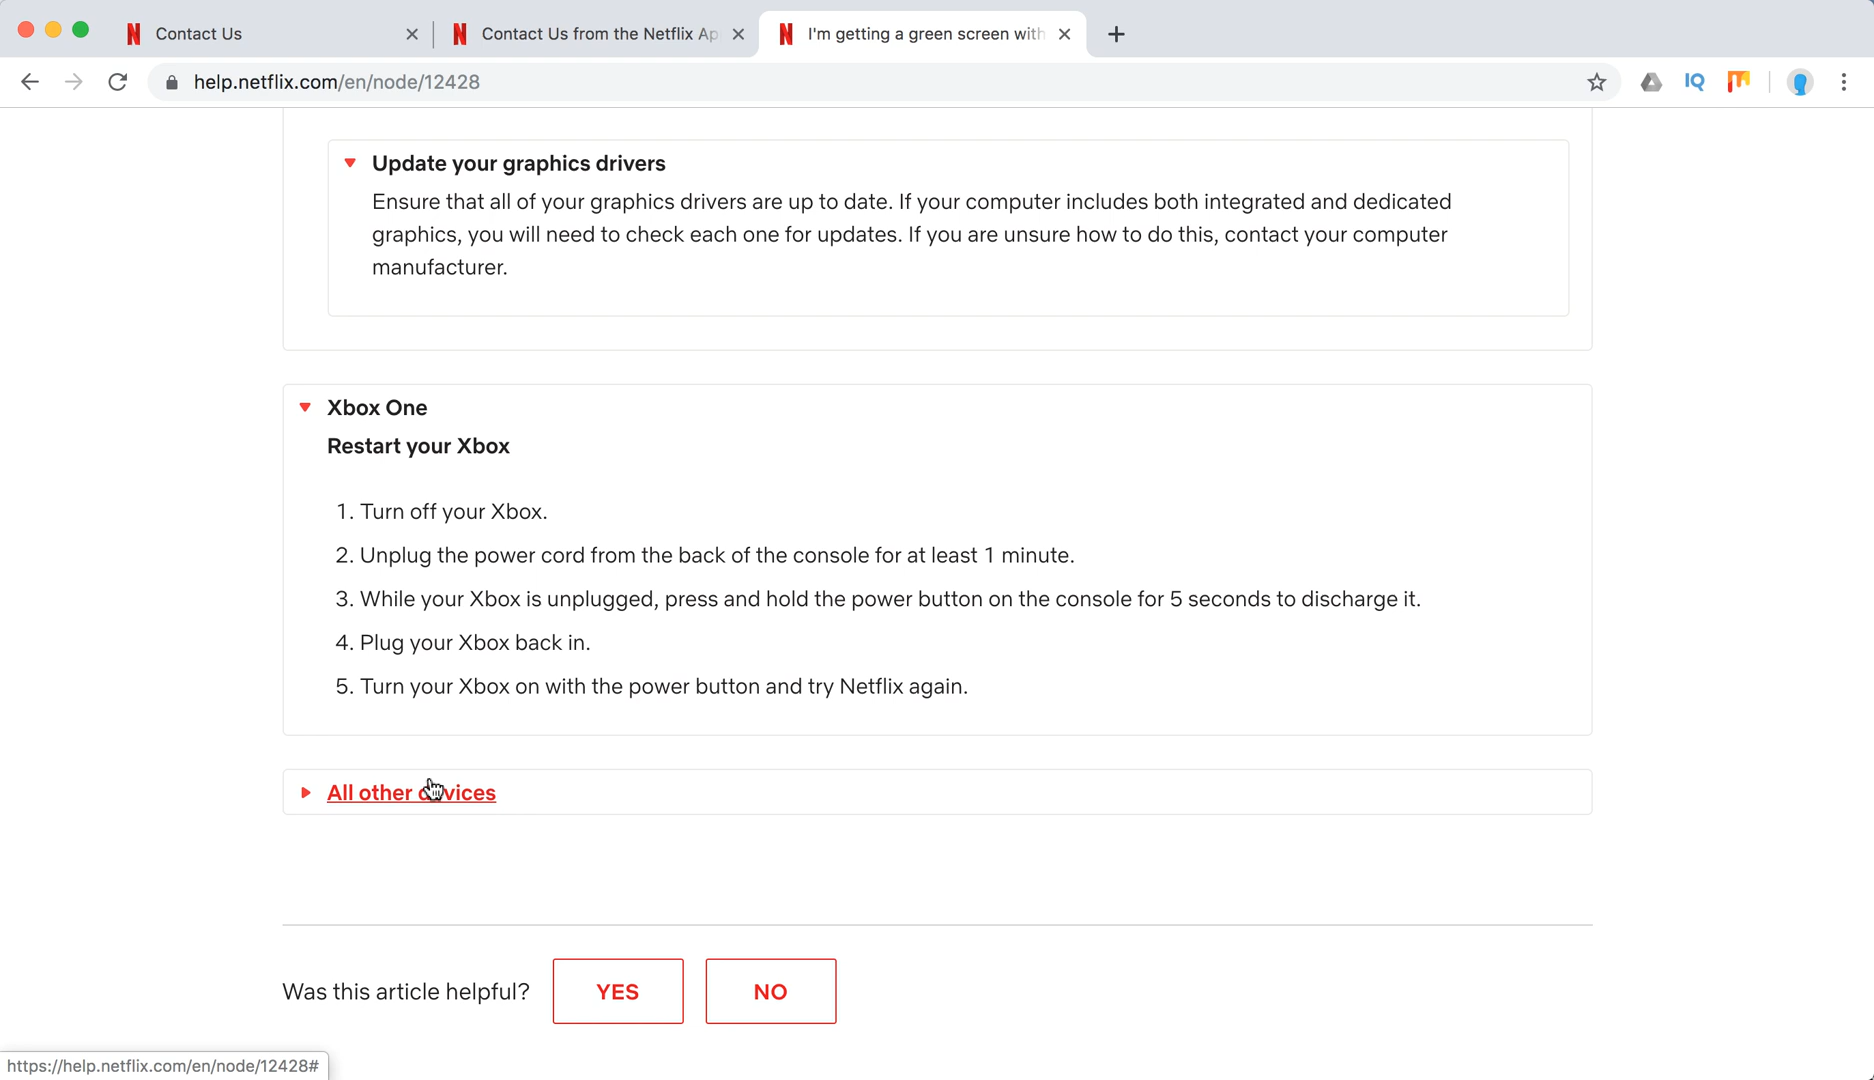 Contact Us
Contact Us from the Netflix Ap
I'm getting a green screen with
help.netflix.com/en/node/12428
IQ
Update your graphics drivers
Ensure that all of your graphics drivers are up to date. If your computer includes both integrated and dedicated
graphics, you will need to check each one for updates. If you are unsure how to do this, contact your computer
manufacturer.
Xbox One
Restart your Xbox
1. Turn off your Xbox.
2. Unplug the power cord from the back of the console for at least 1 minute.
3. While your Xbox is unplugged, press and hold the power button on the console for 5 seconds to discharge it.
4. Plug your Xbox back in.
5. Turn your Xbox on with the power button and try Netflix again.
All other devices
Was this article helpful?
YES
NO
https://help.netflix.com/en/node/12428#